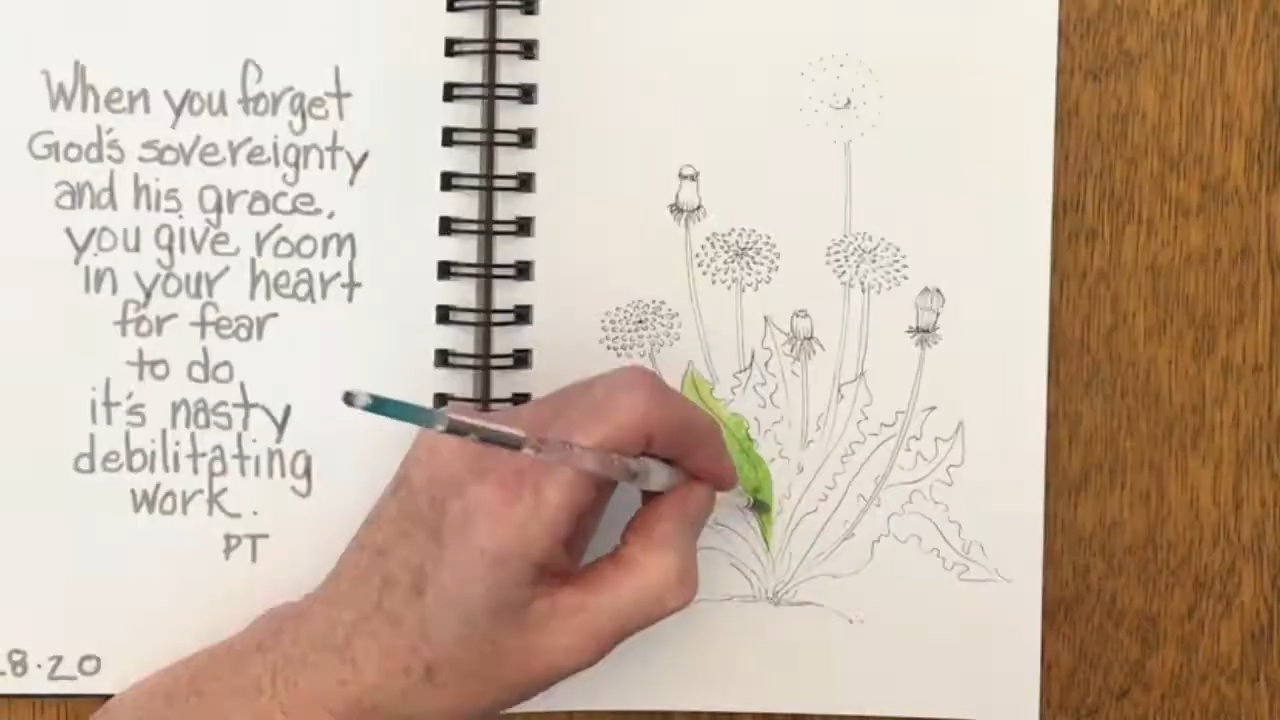 When you forget
God's sovereignty
and his grace,
you give room
in your heart
for fear
to do
it's nasty
debilitating
work.
PT
8.20